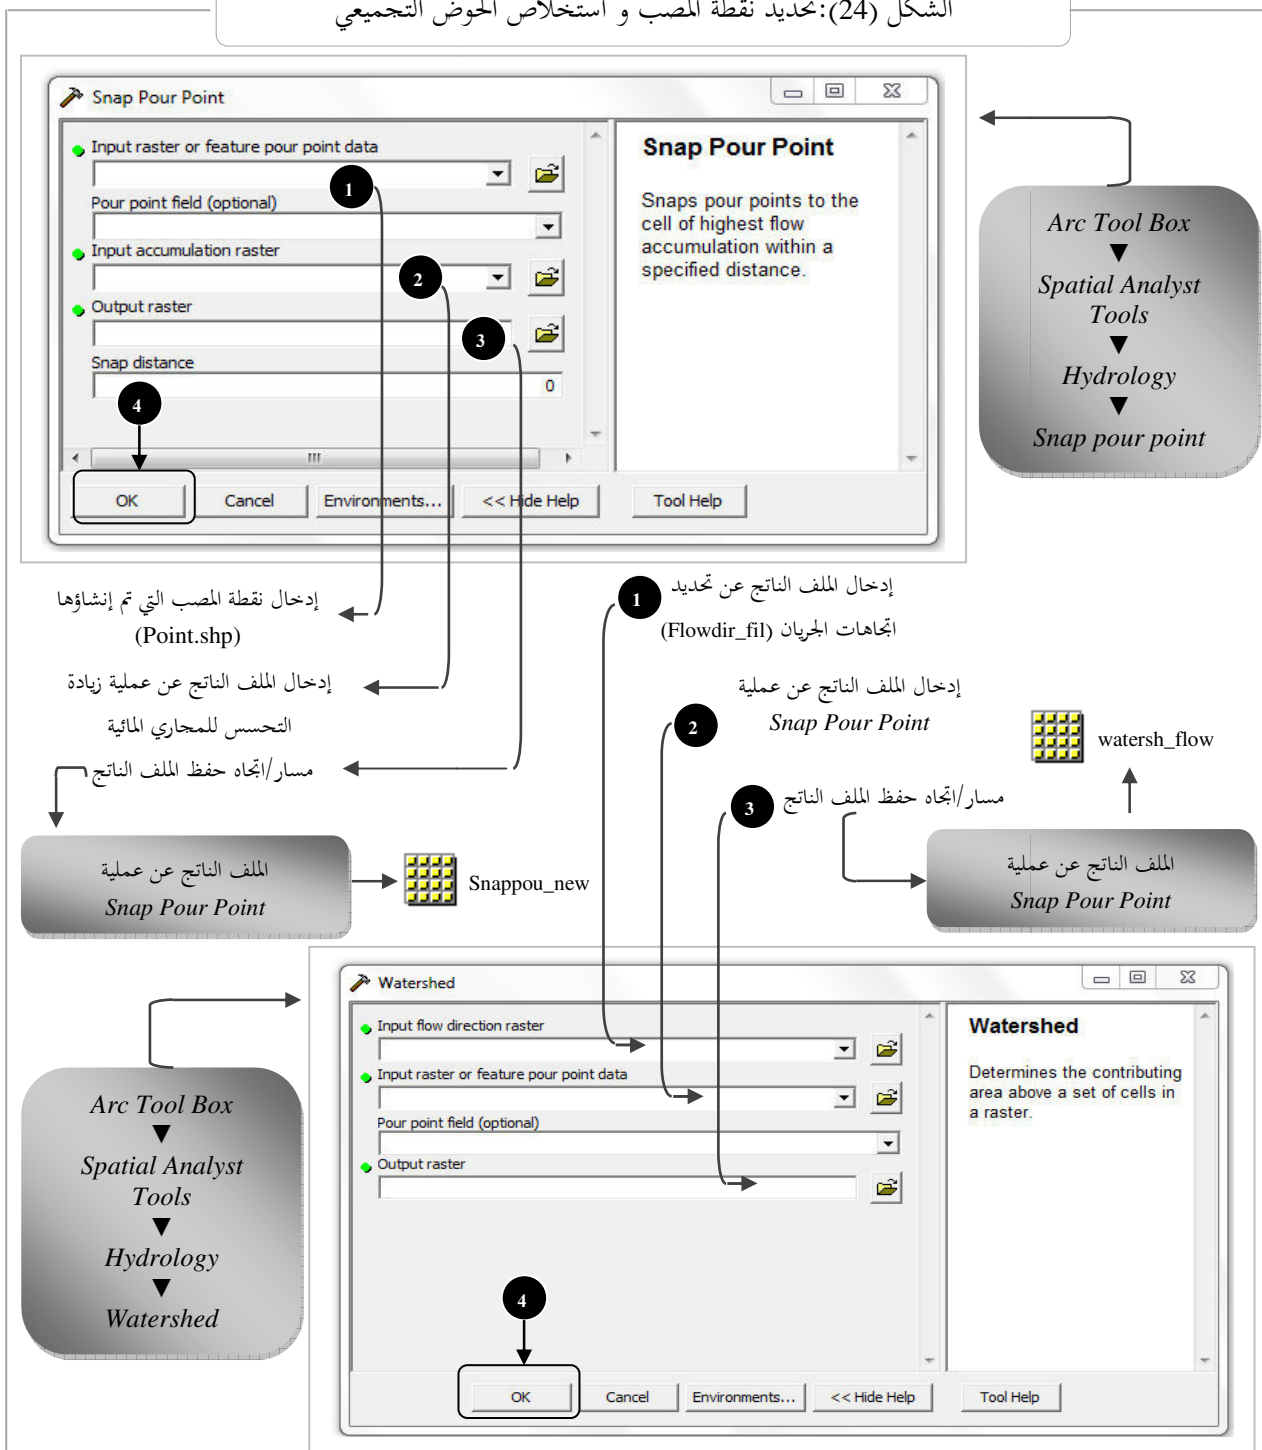 الشكل (24):تحديد نقطة المصب و استخلاص الحوض التجميعي
Snap Pour Point
Input raster or feature pour point data
1
Pour point field (optional)
Input accumulation raster
2
Output raster
3
Snap distance
0
4
OK
Cancel
Environments...
<< Hide Help
Tool Help
Snap Pour Point
Snaps pour points to the
cell of highest flow
accumulation within a
specified distance.
Arc Tool Box
Spatial Analyst
Tools
Hydrology
Snap pour point
إدخال نقطة المصب التي تم إنشاؤها
(Point.shp)
إدخال الملف الناتج عن عملية زيادة
التحسس للمجاري المائية
مسار/اتجاه حفظ الملف الناتج
الملف الناتج عن عملية
Snap Pour Point
Snappou_new
1
إدخال الملف الناتج عن تحديد
اتجاهات الجريان (Flowdir_fil)
2
إدخال الملف الناتج عن عملية
Snap Pour Point
3
مسار/اتجاه حفظ الملف الناتج
watersh_flow
الملف الناتج عن عملية
Snap Pour Point
Arc Tool Box
Spatial Analyst
Tools
Hydrology
Watershed
Watershed
Input flow direction raster
Input raster or feature pour point data
Pour point field (optional)
Output raster
4
OK
Cancel
Environments...
<< Hide Help
Tool Help
Watershed
Determines the contributing
area above a set of cells in
a raster.